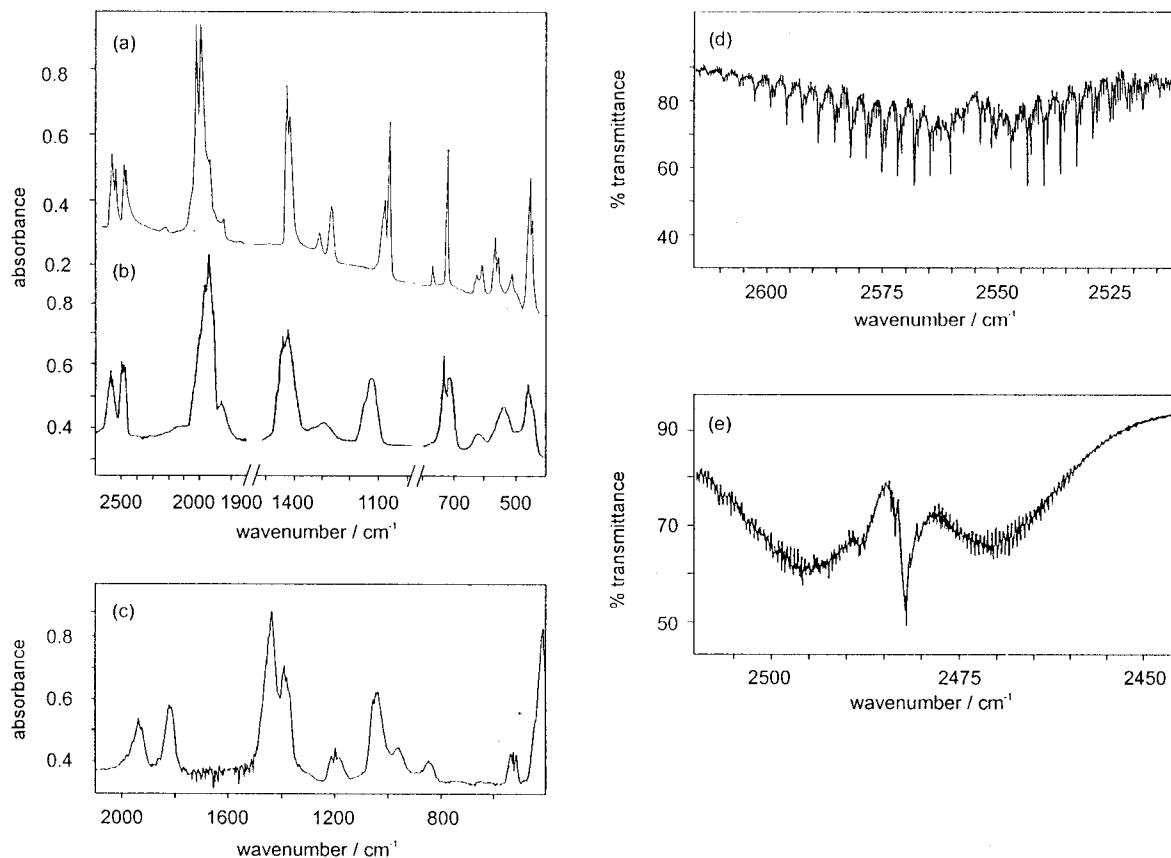 (a)
absorbance
0.8
0.6
0.4
0.2
(b)
0.8
0.6
0.4
2500 2000 1900 1400 1100 700 500
wavenumber / cm⁻¹
(c)
absorbance
0.8
0.6
0.4
2000 1600 1200 800
wavenumber / cm⁻¹
(d)
% transmittance
80
60
40
2600 2575 2550 2525
wavenumber / cm⁻¹
(e)
% transmittance
90
70
50
2500 2475 2450
wavenumber / cm⁻¹